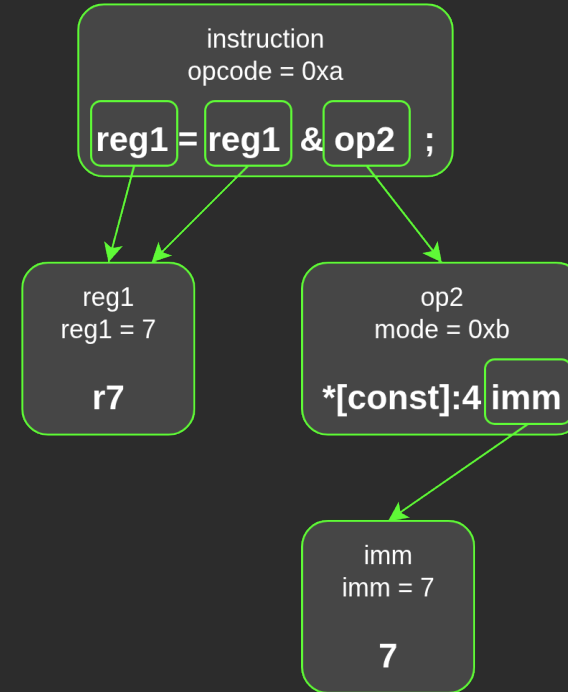 instruction
opcode = 0xa
reg1 = reg1 & op2 ;
reg1
reg1 = 7
r7
op2
mode = 0xb
*[const]:4 imm
imm
imm = 7
7